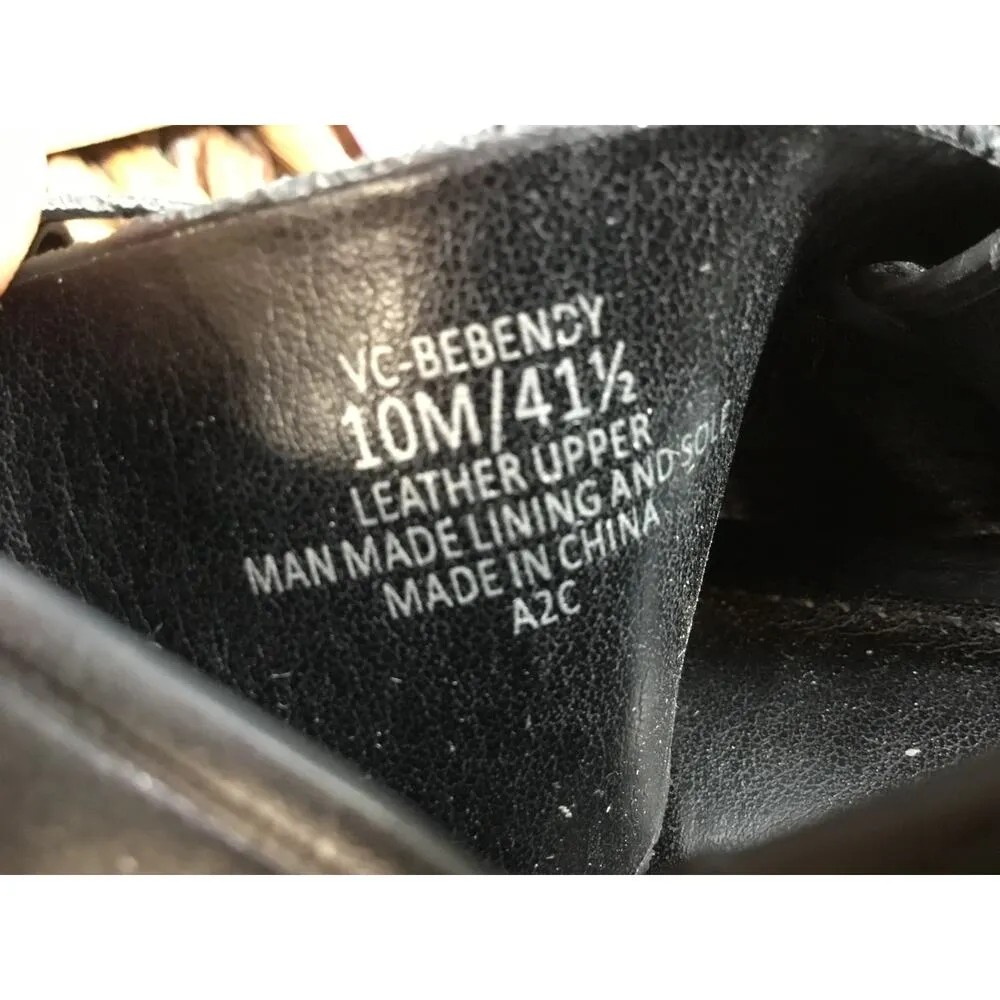 VC-BEBENDY
10M/41½
LEATHER UPPER
MAN MADE LINING AND SOLE
MADE IN CHINA
A2C